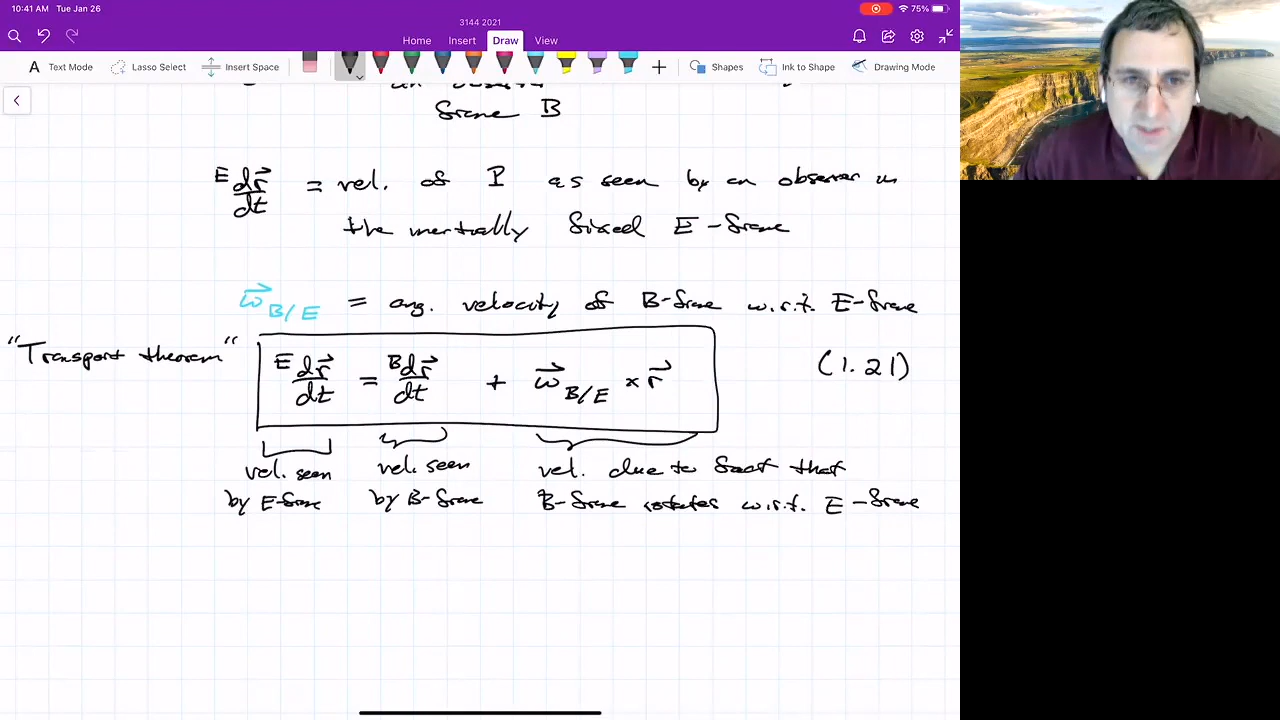 10:41 AM Tue Jan 26
75%
3144 2021
Home Insert Draw View
Text Mode Lasso Select Insert Space Shapes Ink to Shape Drawing Mode
frame B
E dr⃗/dt = vel. of P as seen by an observer in
the inertially fixed E-frame
ω⃗ B/E = ang. velocity of B-frame w.r.t. E-frame
"Transport theorem"
E dr⃗/dt = B dr⃗/dt + ω⃗ B/E × r⃗ (1.21)
vel. seen by E-frame
vel. seen by B-frame
vel. due to fact that
B-frame rotates w.r.t. E-frame